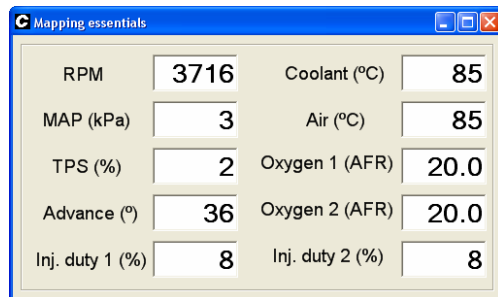 C Mapping essentials
RPM 3716 Coolant (ºC) 85
MAP (kPa) 3 Air (ºC) 85
TPS (%) 2 Oxygen 1 (AFR) 20.0
Advance (º) 36 Oxygen 2 (AFR) 20.0
Inj. duty 1 (%) 8 Inj. duty 2 (%) 8